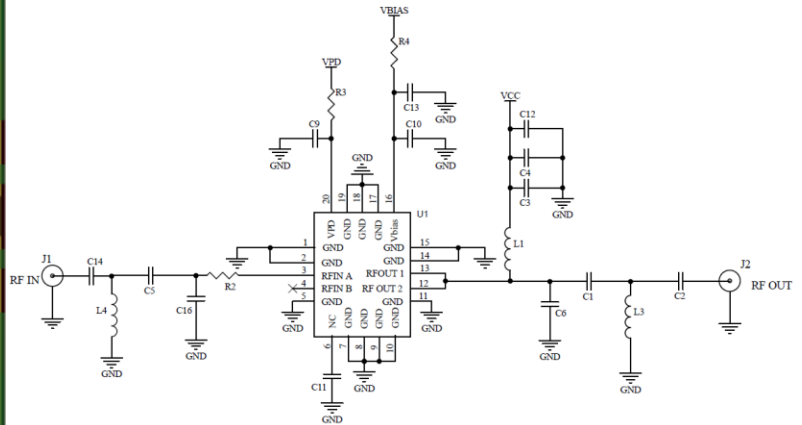 VBIAS
R4
VPD
R3
C13
GND
VCC
C12
C9
C10
GND
GND
GND
C4
C3
GND
20
19
18
17
16
U1
VPD
GND
GND
GND
Vbias
1
GND
GND
15
2
GND
GND
14
L1
J1
C14
3
RFIN A
RFOUT 1
13
J2
RF IN
C5
R2
4
RFIN B
RF OUT 2
12
C1
C2
RF OUT
L4
C16
5
GND
GND
11
C6
L3
GND
NC
GND
GND
GND
GND
GND
GND
GND
6
7
8
9
10
GND
GND
GND
C11
GND
GND